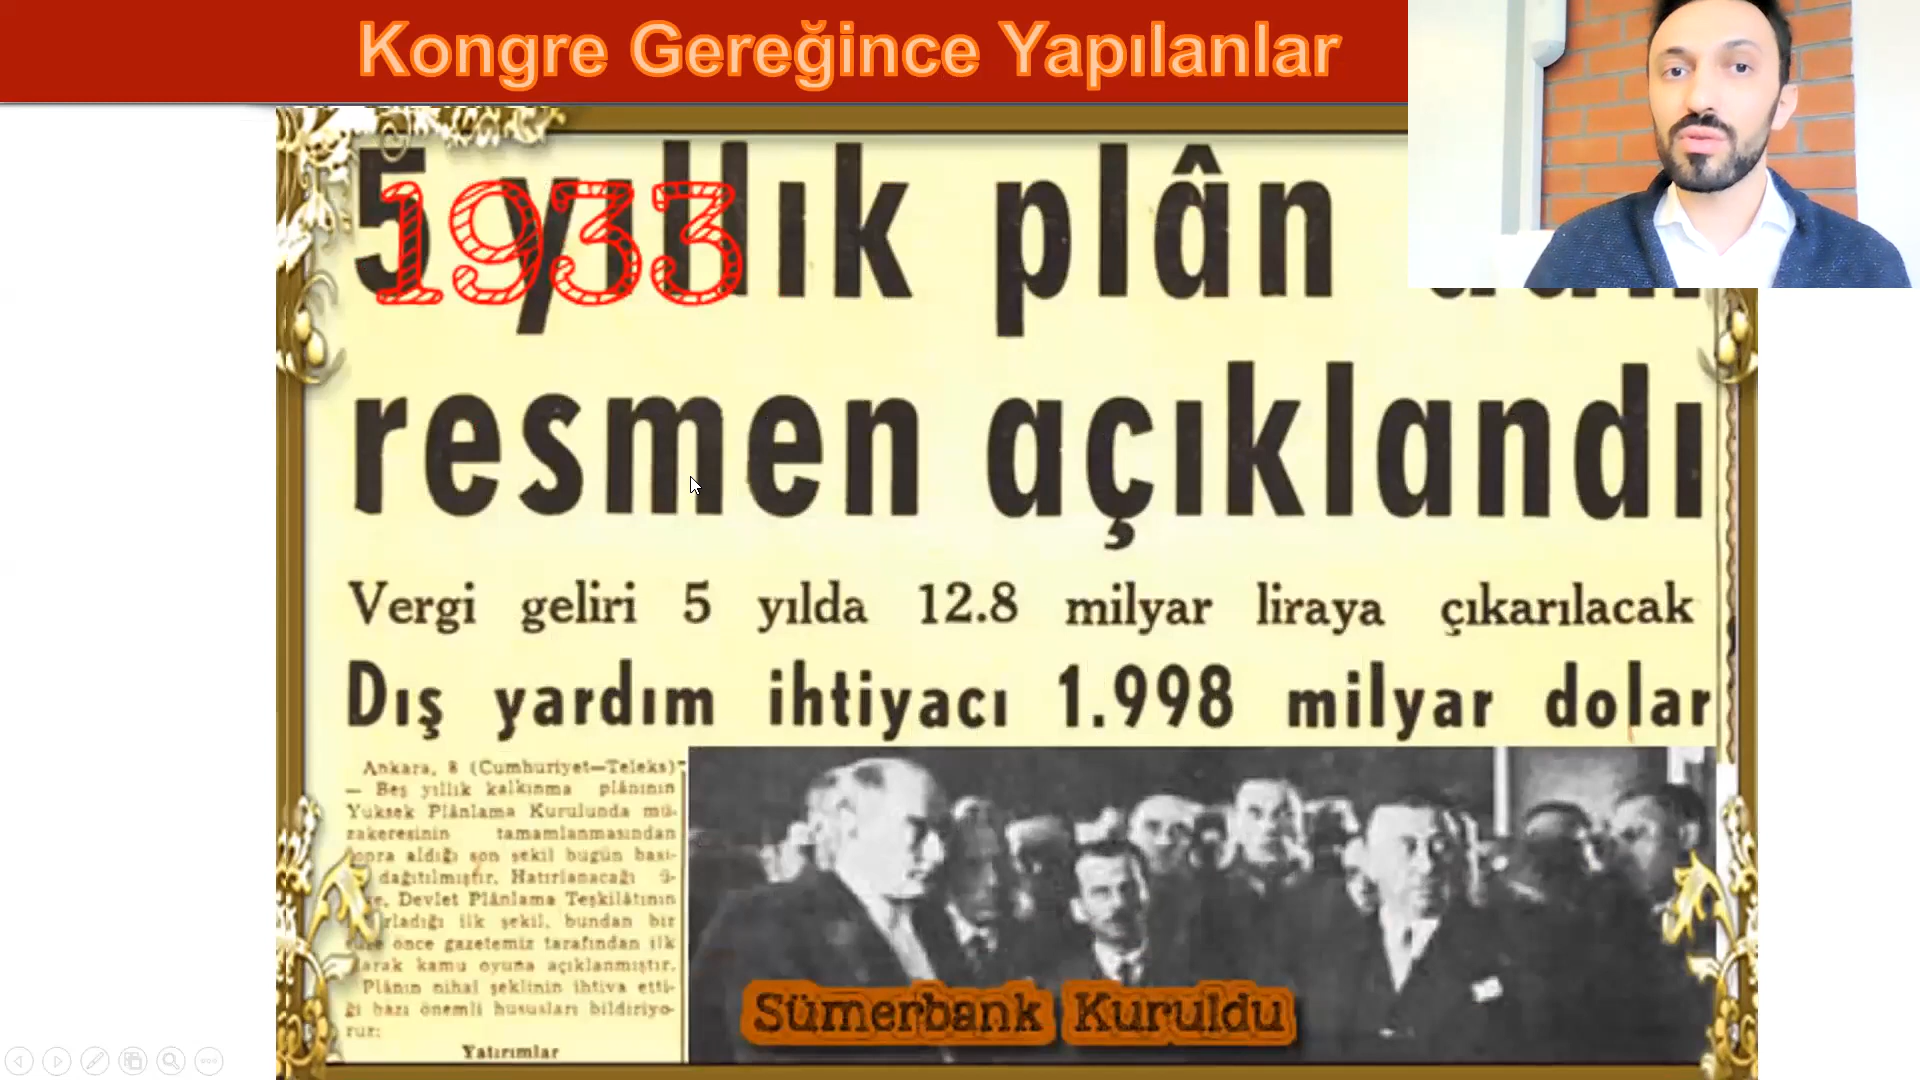 Kongre Gereğince Yapılanlar
5 yıllık plân
1933
resmen açıklandı
Vergi geliri 5 yılda 12.8 milyar liraya çıkarılacak
Dış yardım ihtiyacı 1.998 milyar dolar
Ankara, 8 (Cumhuriyet—Teleks)
— Beş yıllık kalkınma plânının
Yüksek Plânlama Kurulunda mü-
zakeresinin tamamlanmasından
sonra aldığı son şekil bugün bası-
dağıtılmıştır. Hatırlanacağı ü-
Devlet Plânlama Teşkilâtının
ilk şekil, bundan bir
önce gazetemiz tarafından ilk
kamu oyuna açıklanmıştır.
Plânın nihaî şeklinin ihtiva etti-
ği bazı önemli hususları bildiriyo-
ruz:
Yatırımlar
Sümerbank Kuruldu